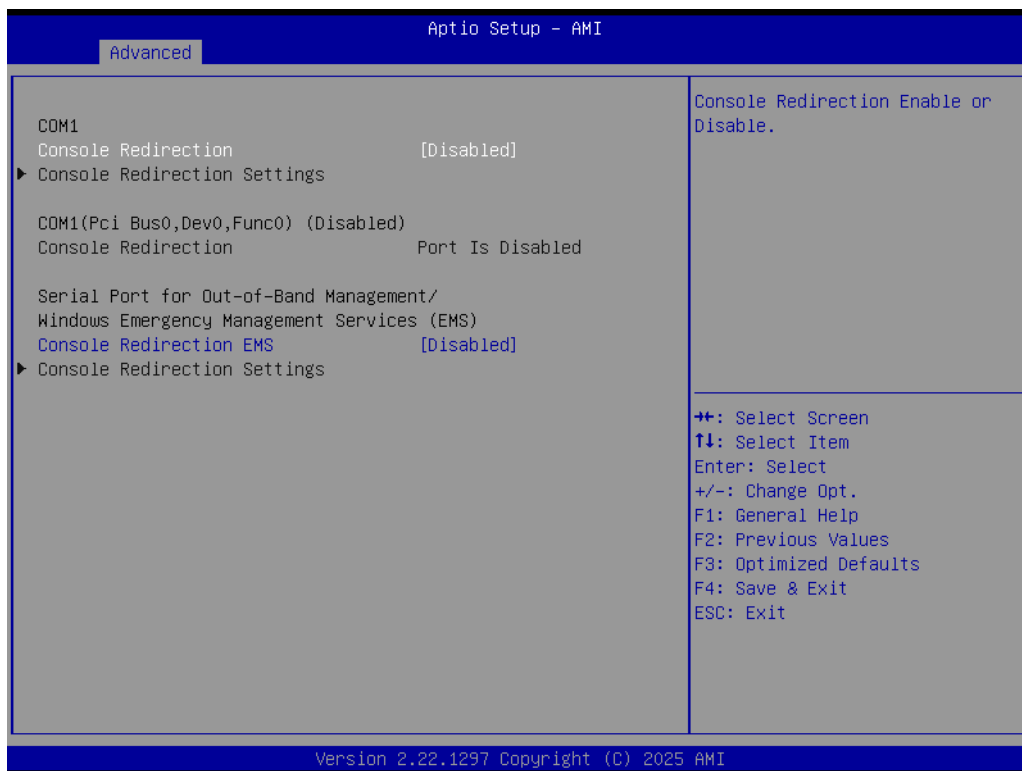 Aptio Setup – AMI
Advanced
COM1
Console Redirection [Disabled]
▶ Console Redirection Settings
COM1(Pci Bus0,Dev0,Func0) (Disabled)
Console Redirection Port Is Disabled
Serial Port for Out-of-Band Management/
Windows Emergency Management Services (EMS)
Console Redirection EMS [Disabled]
▶ Console Redirection Settings
Console Redirection Enable or
Disable.
→←: Select Screen
↑↓: Select Item
Enter: Select
+/-: Change Opt.
F1: General Help
F2: Previous Values
F3: Optimized Defaults
F4: Save & Exit
ESC: Exit
Version 2.22.1297 Copyright (C) 2025 AMI